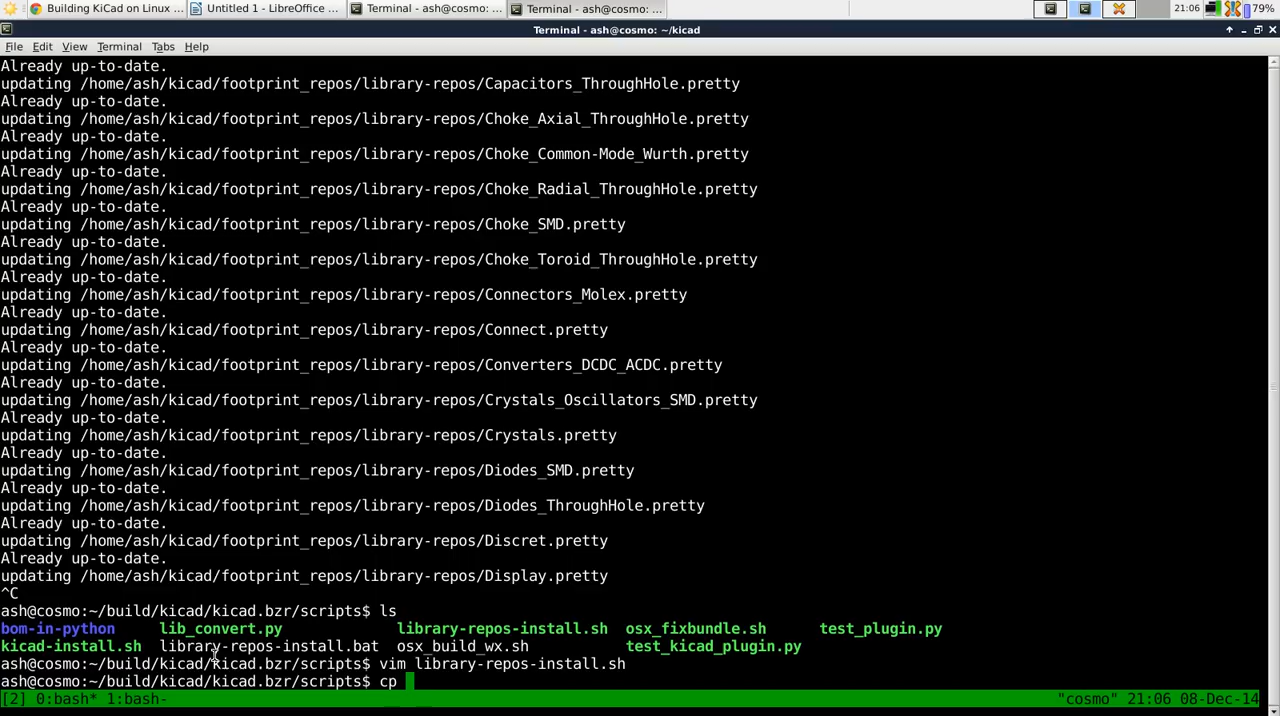 Building KiCad on Linux ...
Untitled 1 - LibreOffice ...
Terminal - ash@cosmo: ~/...
Terminal - ash@cosmo: ~/...
21:06
79%
Terminal - ash@cosmo: ~/kicad
File Edit View Terminal Tabs Help
Already up-to-date.
updating /home/ash/kicad/footprint_repos/library-repos/Capacitors_ThroughHole.pretty
Already up-to-date.
updating /home/ash/kicad/footprint_repos/library-repos/Choke_Axial_ThroughHole.pretty
Already up-to-date.
updating /home/ash/kicad/footprint_repos/library-repos/Choke_Common-Mode_Wurth.pretty
Already up-to-date.
updating /home/ash/kicad/footprint_repos/library-repos/Choke_Radial_ThroughHole.pretty
Already up-to-date.
updating /home/ash/kicad/footprint_repos/library-repos/Choke_SMD.pretty
Already up-to-date.
updating /home/ash/kicad/footprint_repos/library-repos/Choke_Toroid_ThroughHole.pretty
Already up-to-date.
updating /home/ash/kicad/footprint_repos/library-repos/Connectors_Molex.pretty
Already up-to-date.
updating /home/ash/kicad/footprint_repos/library-repos/Connect.pretty
Already up-to-date.
updating /home/ash/kicad/footprint_repos/library-repos/Converters_DCDC_ACDC.pretty
Already up-to-date.
updating /home/ash/kicad/footprint_repos/library-repos/Crystals_Oscillators_SMD.pretty
Already up-to-date.
updating /home/ash/kicad/footprint_repos/library-repos/Crystals.pretty
Already up-to-date.
updating /home/ash/kicad/footprint_repos/library-repos/Diodes_SMD.pretty
Already up-to-date.
updating /home/ash/kicad/footprint_repos/library-repos/Diodes_ThroughHole.pretty
Already up-to-date.
updating /home/ash/kicad/footprint_repos/library-repos/Discret.pretty
Already up-to-date.
updating /home/ash/kicad/footprint_repos/library-repos/Display.pretty
^C
ash@cosmo:~/build/kicad/kicad.bzr/scripts$ ls
bom-in-python lib_convert.py library-repos-install.sh osx_fixbundle.sh test_plugin.py
kicad-install.sh library-repos-install.bat osx_build_wx.sh test_kicad_plugin.py
ash@cosmo:~/build/kicad/kicad.bzr/scripts$ vim library-repos-install.sh
ash@cosmo:~/build/kicad/kicad.bzr/scripts$ cp
[2] 0:bash* 1:bash- "cosmo" 21:06 08-Dec-14